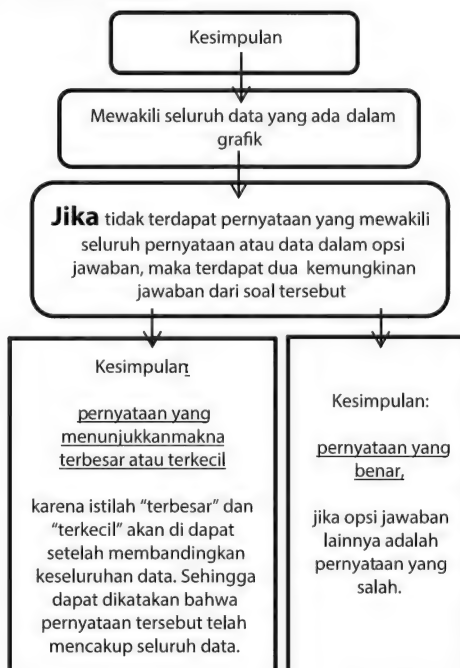 Kesimpulan
Mewakili seluruh data yang ada dalam
grafik
Jika tidak terdapat pernyataan yang mewakili
seluruh pernyataan atau data dalam opsi
jawaban, maka terdapat dua kemungkinan
jawaban dari soal tersebut
Kesimpulan:
pernyataan yang
menunjukkanmakna
terbesar atau terkecil
karena istilah “terbesar” dan
“terkecil” akan di dapat
setelah membandingkan
keseluruhan data. Sehingga
dapat dikatakan bahwa
pernyataan tersebut telah
mencakup seluruh data.
Kesimpulan:
pernyataan yang
benar,
jika opsi jawaban
lainnya adalah
pernyataan yang
salah.